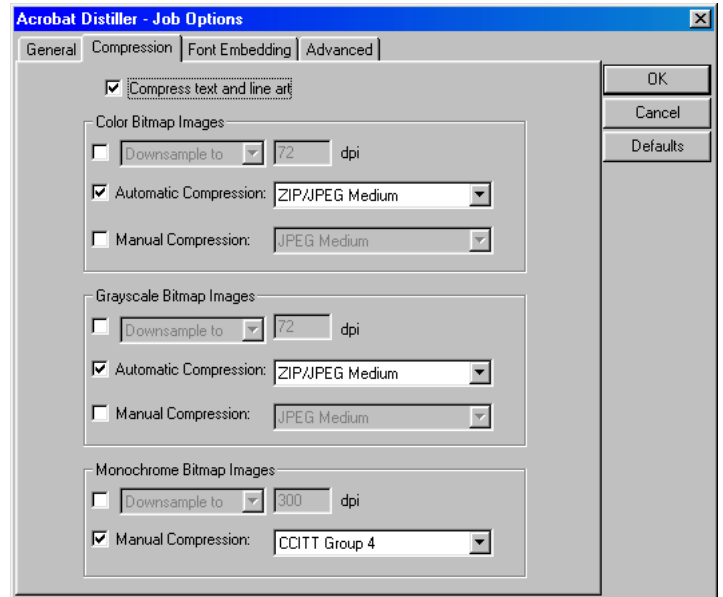 Acrobat Distiller - Job Options
General Compression Font Embedding Advanced
Compress text and line art
OK
Cancel
Defaults
Color Bitmap Images
Downsample to 72 dpi
Automatic Compression: ZIP/JPEG Medium
Manual Compression: JPEG Medium
Grayscale Bitmap Images
Downsample to 72 dpi
Automatic Compression: ZIP/JPEG Medium
Manual Compression: JPEG Medium
Monochrome Bitmap Images
Downsample to 300 dpi
Manual Compression: CCITT Group 4